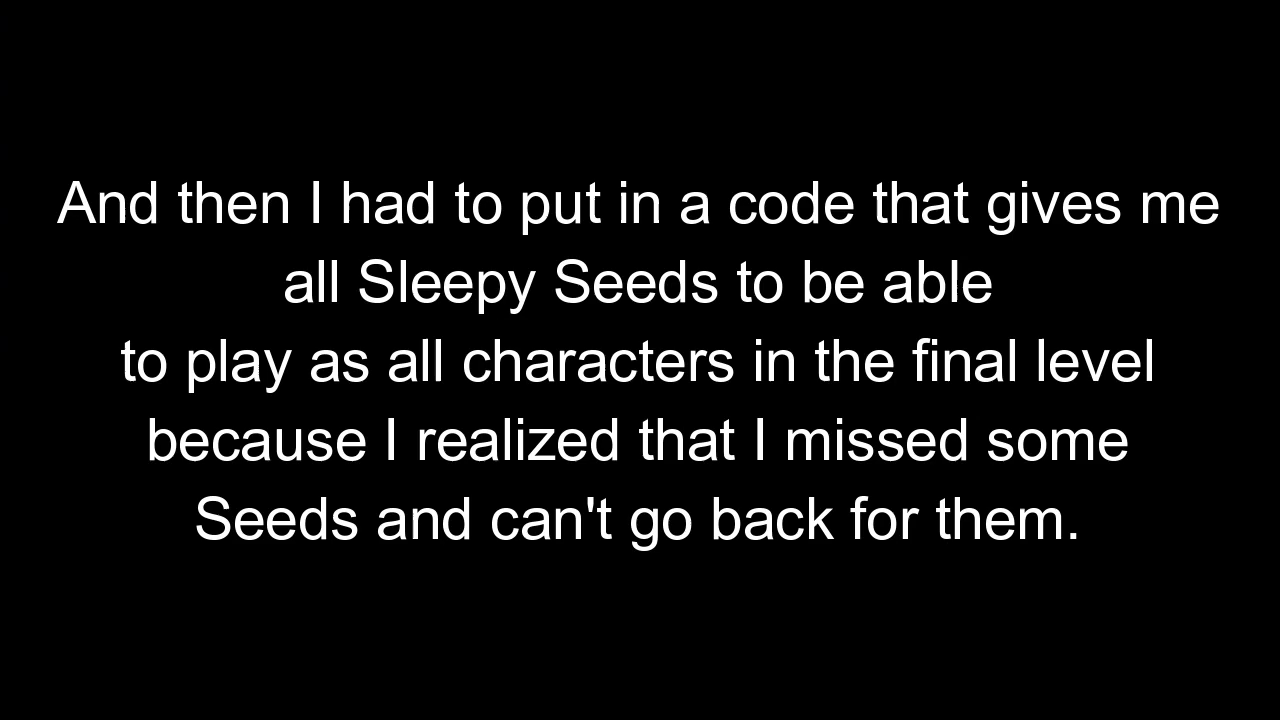 And then I had to put in a code that gives me
all Sleepy Seeds to be able
to play as all characters in the final level
because I realized that I missed some
Seeds and can't go back for them.